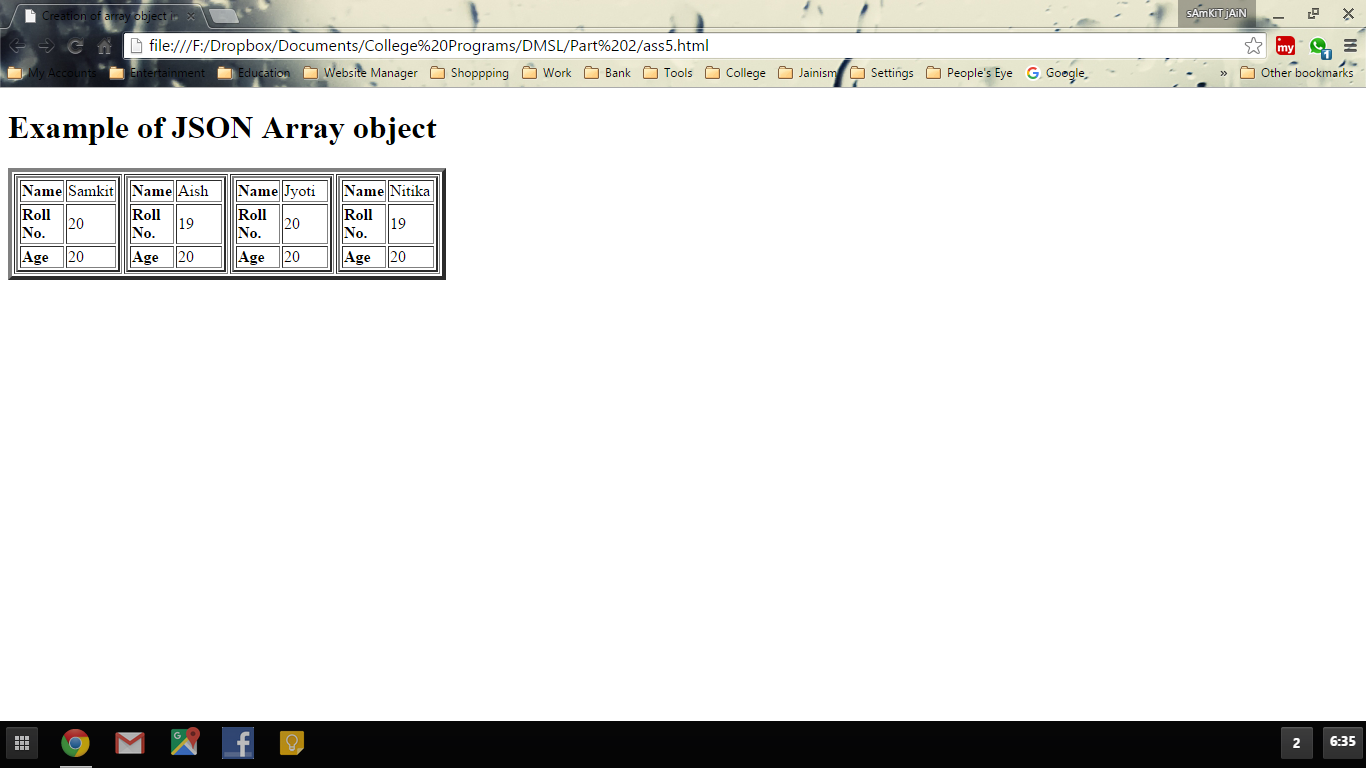 Creation of array object i
sAmKiT jAiN
file:///F:/Dropbox/Documents/College%20Programs/DMSL/Part%202/ass5.html
my
1
My Accounts Entertainment Education Website Manager Shoppping Work Bank Tools College Jainism Settings People's Eye Google » Other bookmarks
Example of JSON Array object
Name Samkit Name Aish Name Jyoti Name Nitika
Roll No. 20 Roll No. 19 Roll No. 20 Roll No. 19
Age 20 Age 20 Age 20 Age 20
2 6:35